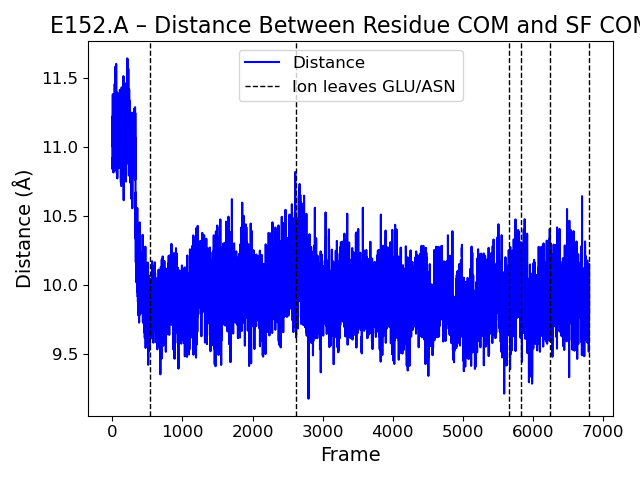 E152.A – Distance Between Residue COM and SF COM
Distance
Ion leaves GLU/ASN
11.5
11.0
10.5
10.0
9.5
Distance (Å)
0 1000 2000 3000 4000 5000 6000 7000
Frame